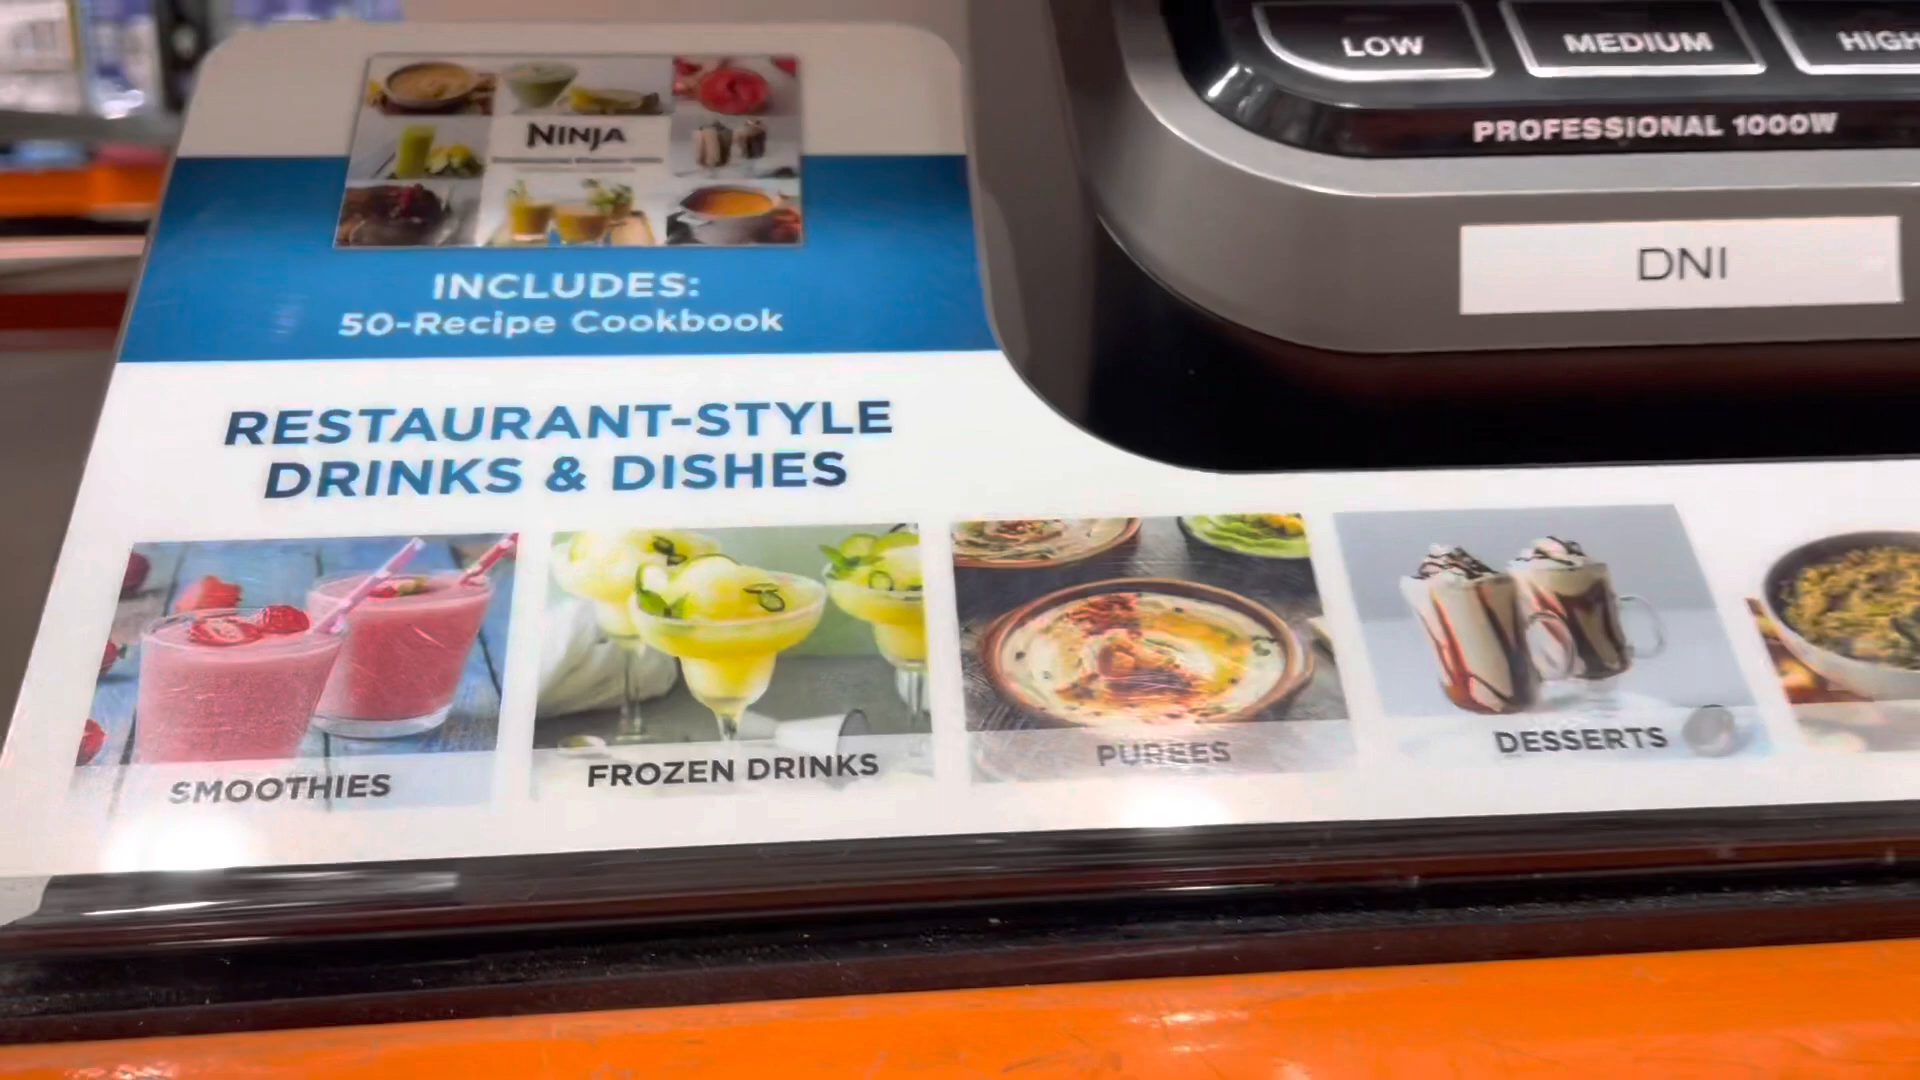 LOW
MEDIUM
HIGH
PROFESSIONAL 1000W
DNI
NINJA
INCLUDES:
50-Recipe Cookbook
RESTAURANT-STYLE
DRINKS & DISHES
SMOOTHIES
FROZEN DRINKS
PUREES
DESSERTS